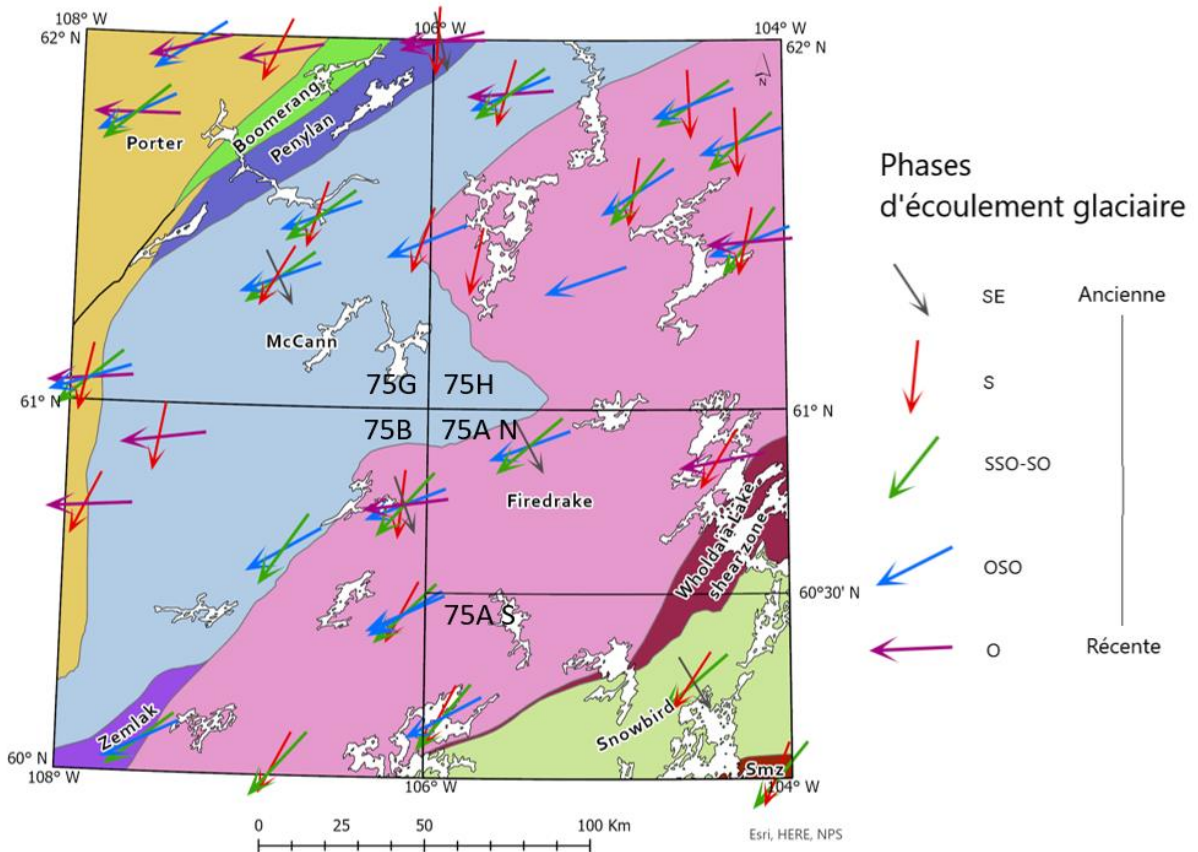 108° W
106° W
104° W
62° N
62° N
N
Boomerang
Penylan
Porter
McCann
75G
75H
61° N
61° N
75B
75A N
Firedrake
Wholdaia Lake
shear zone
60°30' N
75A S
Snowbird
Zemlak
Smz
60° N
108° W
106° W
104° W
0
25
50
100 Km
Esri, HERE, NPS
Phases
d'écoulement glaciaire
SE
Ancienne
S
SSO-SO
OSO
O
Récente